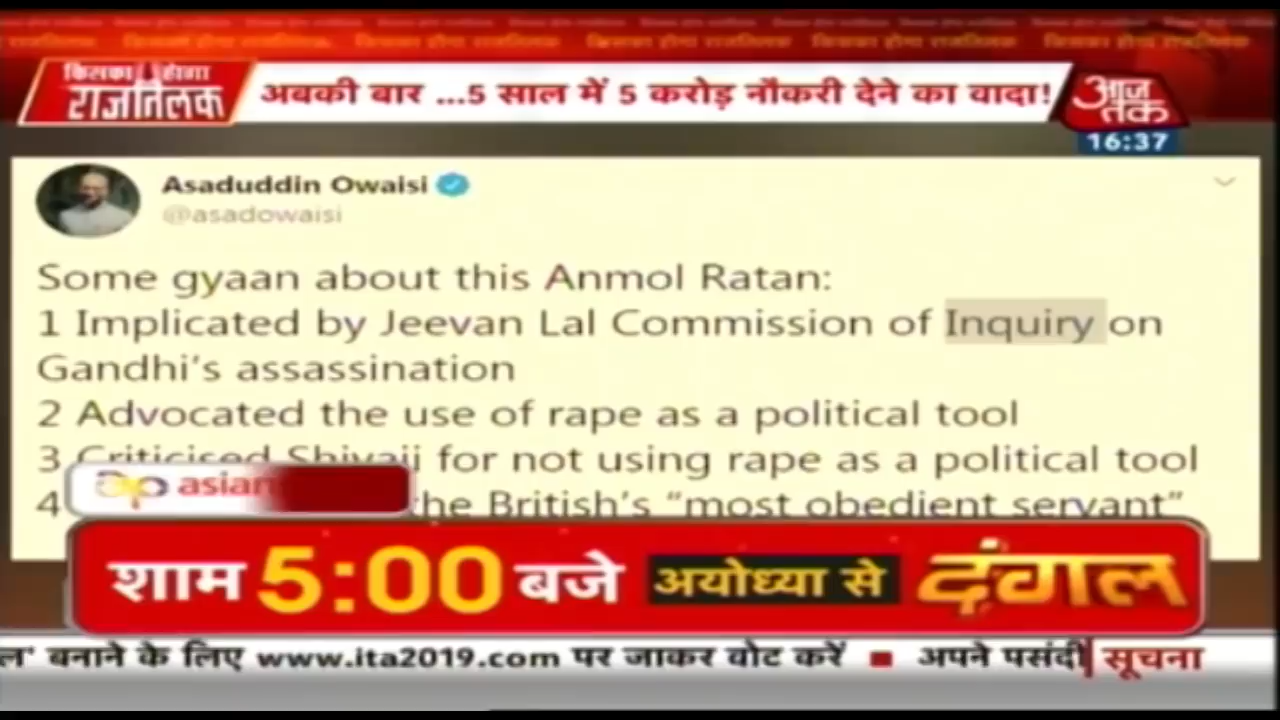 किसका होगा
राजतिलक
अबकी बार ...5 साल में 5 करोड़ नौकरी देने का वादा!
आज
तक
16:37
Asaduddin Owaisi
@asadowaisi
Some gyaan about this Anmol Ratan:
1 Implicated by Jeevan Lal Commission of Inquiry on
Gandhi's assassination
2 Advocated the use of rape as a political tool
3 Criticised Shivaji for not using rape as a political tool
4 the British's “most obedient servant”
ap asian
शाम 5:00 बजे अयोध्या से दंगल
ल' बनाने के लिए www.ita2019.com पर जाकर वोट करें ■ अपने पसंदी सूचना